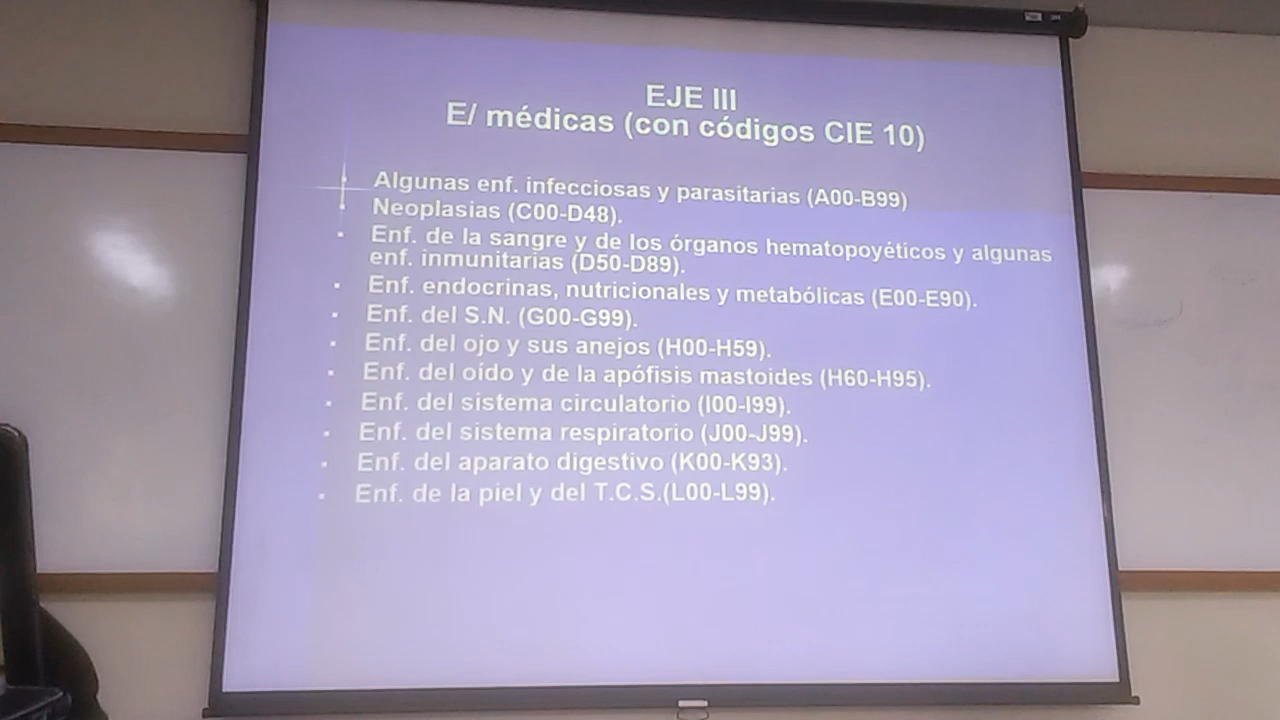 EJE III
E/ médicas (con códigos CIE 10)
Algunas enf. infecciosas y parasitarias (A00-B99)
Neoplasias (C00-D48).
Enf. de la sangre y de los órganos hematopoyéticos y algunas
enf. inmunitarias (D50-D89).
Enf. endocrinas, nutricionales y metabólicas (E00-E90).
Enf. del S.N. (G00-G99).
Enf. del ojo y sus anejos (H00-H59).
Enf. del oído y de la apófisis mastoides (H60-H95).
Enf. del sistema circulatorio (I00-I99).
Enf. del sistema respiratorio (J00-J99).
Enf. del aparato digestivo (K00-K93).
Enf. de la piel y del T.C.S.(L00-L99).